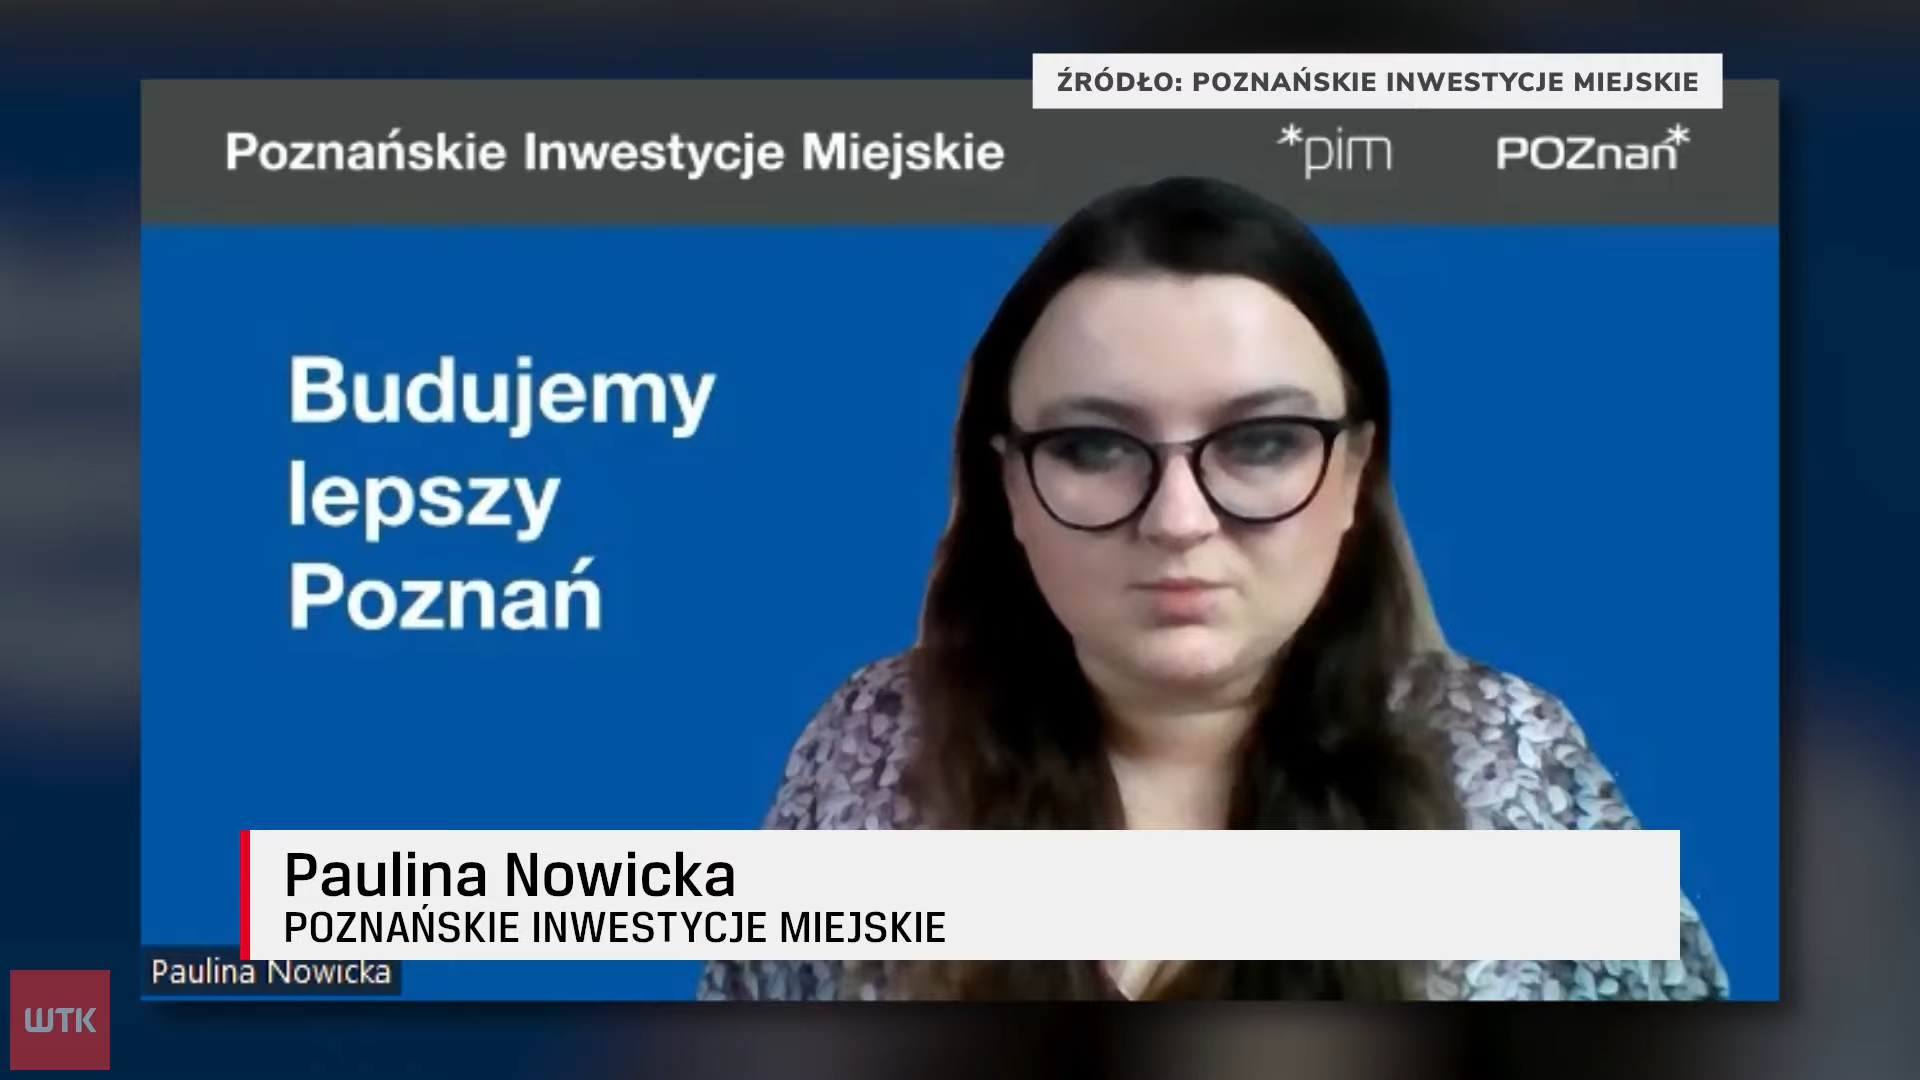 ŹRÓDŁO: POZNAŃSKIE INWESTYCJE MIEJSKIE
Poznańskie Inwestycje Miejskie
*pim
POZnań*
Budujemy
lepszy
Poznań
Paulina Nowicka
POZNAŃSKIE INWESTYCJE MIEJSKIE
Paulina Nowicka
WTK